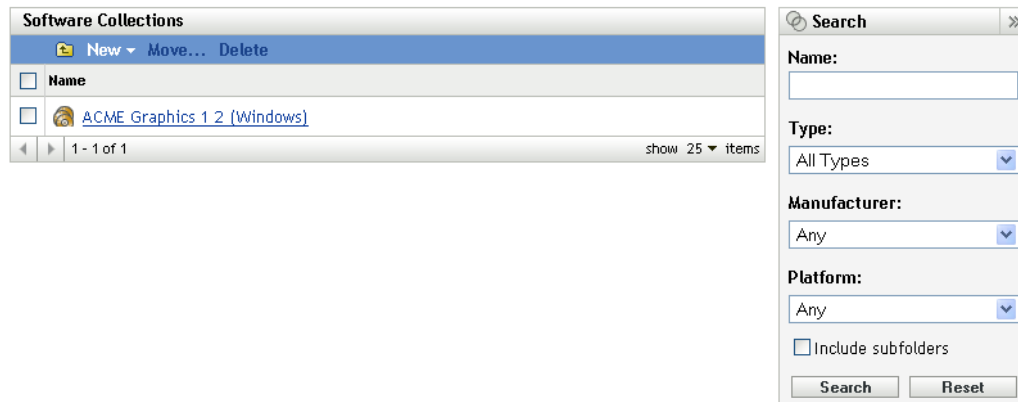 Software Collections
New Move... Delete
Name
ACME Graphics 1 2 (Windows)
1 - 1 of 1 show 25 items
Search
Name:
Type:
All Types
Manufacturer:
Any
Platform:
Any
Include subfolders
Search Reset